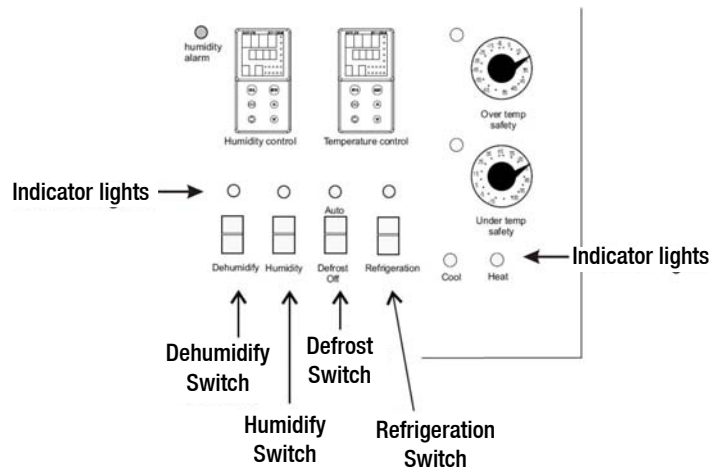 humidity
alarm
Humidity control
Temperature control
Over temp
safety
Under temp
safety
Indicator lights
Auto
Dehumidify
Humidity
Defrost
Off
Refrigeration
Cool
Heat
Indicator lights
Dehumidify
Switch
Defrost
Switch
Humidify
Switch
Refrigeration
Switch